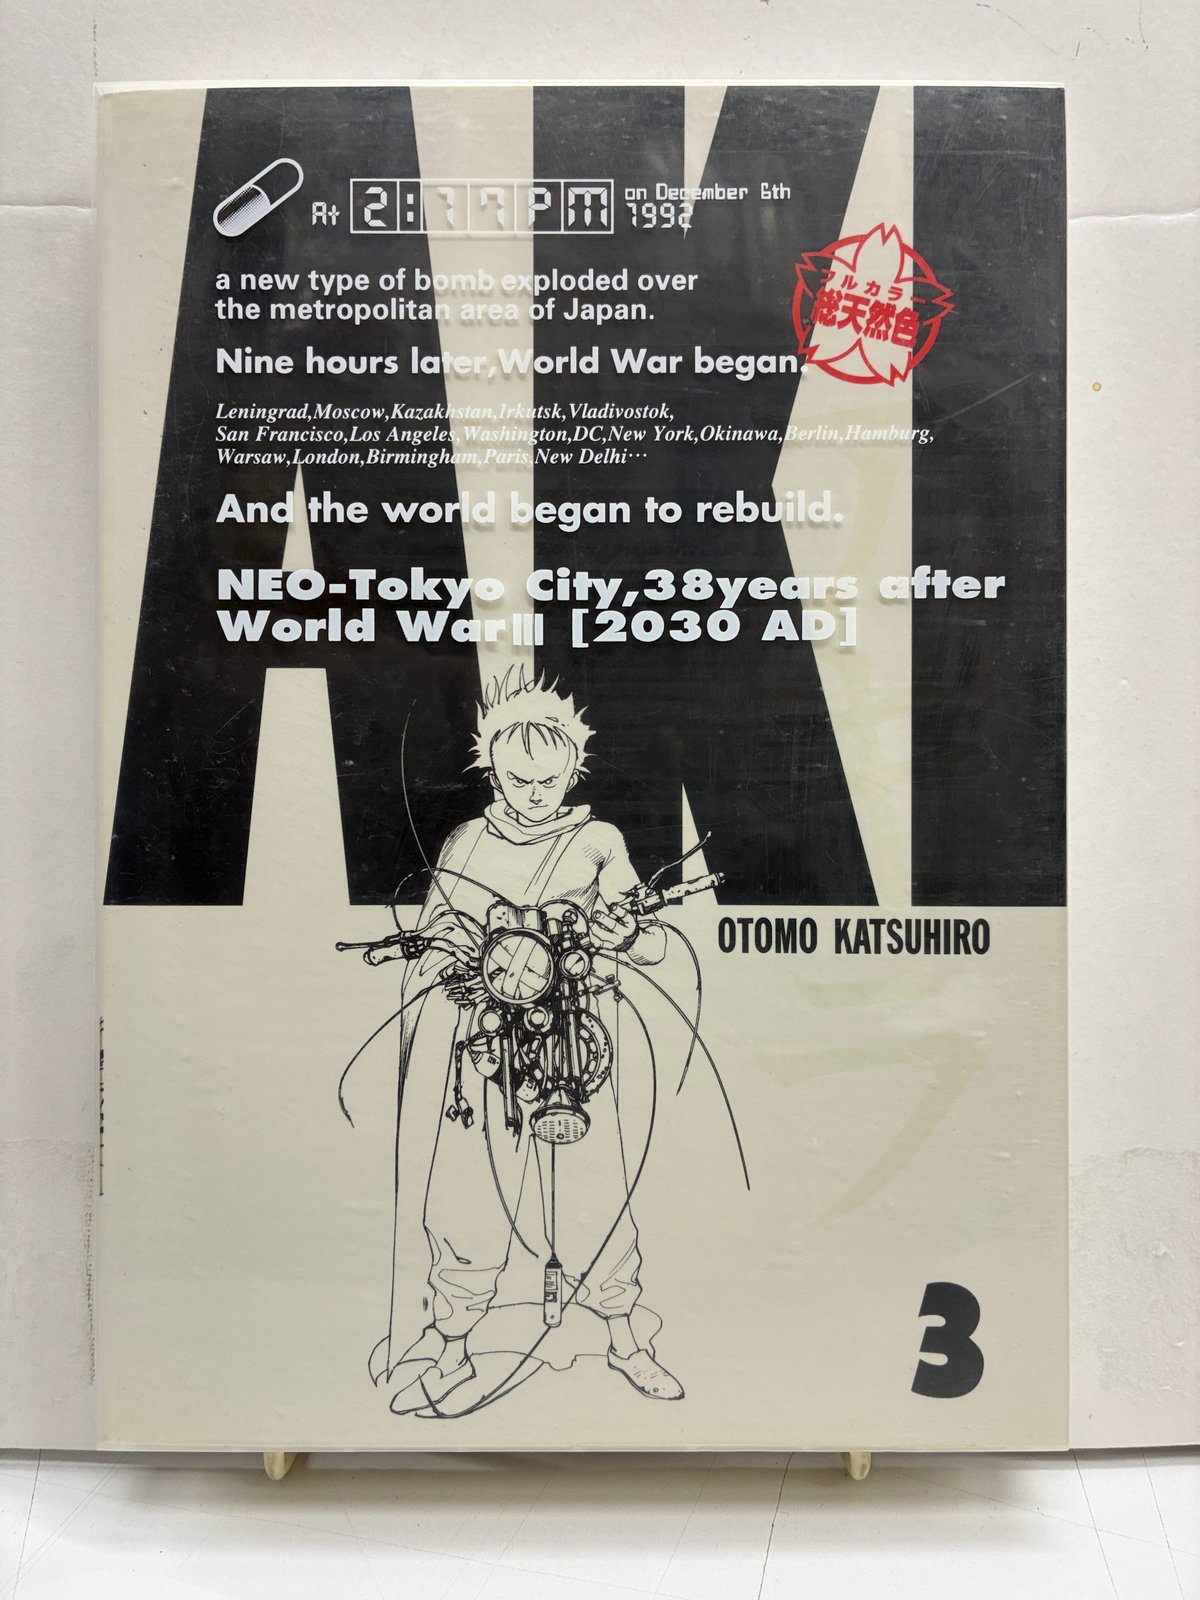 AKI
At 2:17PM on December 6th
1992
a new type of bomb exploded over
the metropolitan area of Japan.
フルカラー
総天然色
Nine hours later,World War began.
Leningrad,Moscow,Kazakhstan,Irkutsk,Vladivostok,
San Francisco,Los Angeles,Washington,DC,New York,Okinawa,Berlin,Hamburg,
Warsaw,London,Birmingham,Paris,New Delhi…
And the world began to rebuild.
NEO-Tokyo City,38years after
World WarⅢ [2030 AD]
OTOMO KATSUHIRO
3